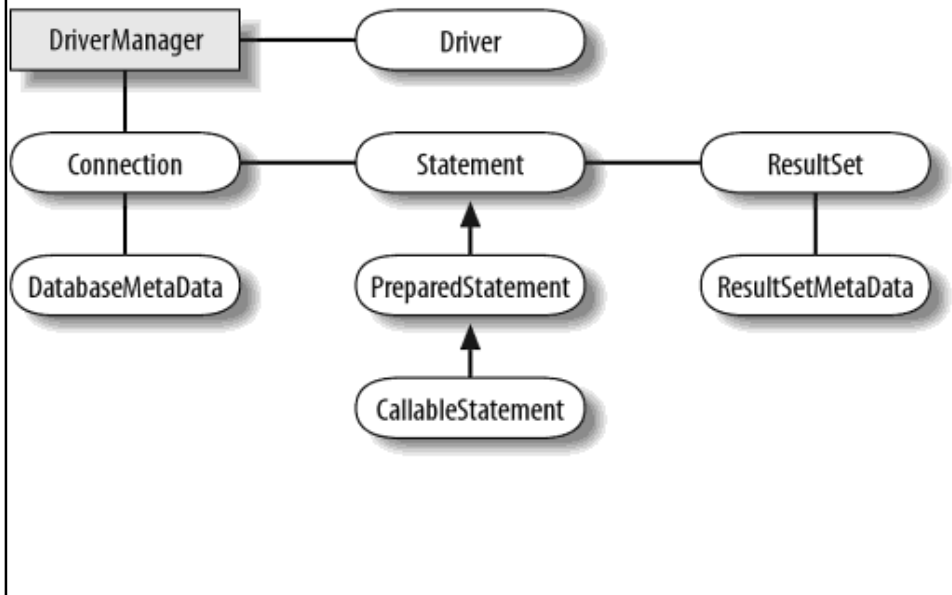 DriverManager
Driver
Connection
Statement
ResultSet
DatabaseMetaData
PreparedStatement
ResultSetMetaData
CallableStatement